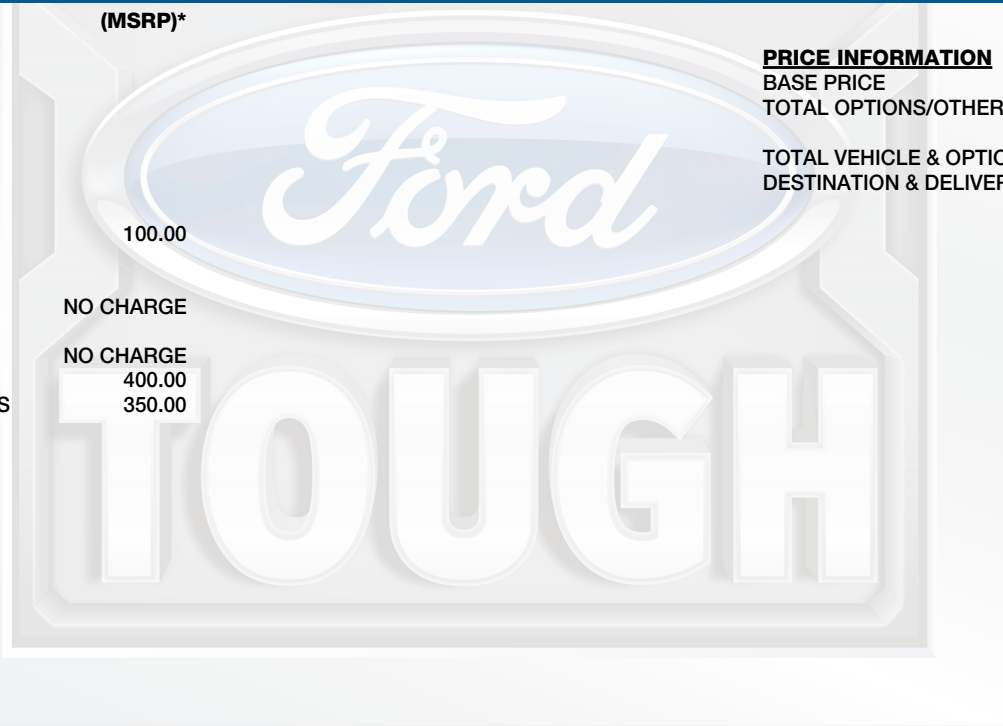 (MSRP)*
PRICE INFORMATION
BASE PRICE
TOTAL OPTIONS/OTHER
TOTAL VEHICLE & OPTIO
DESTINATION & DELIVER
100.00
NO CHARGE
NO CHARGE
400.00
S 350.00
Ford
TOUGH